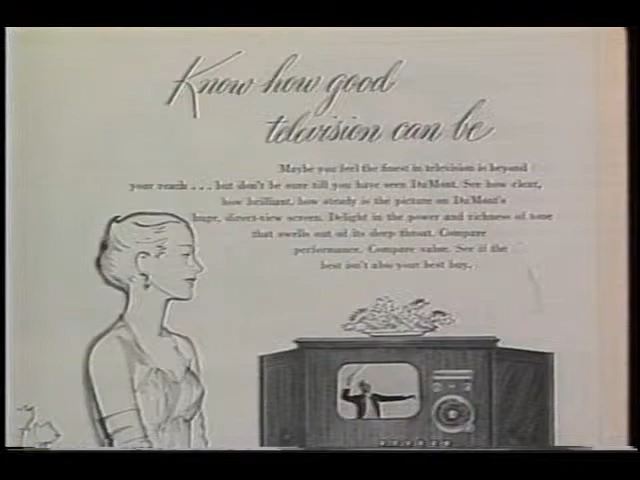 Know how good
television can be
Maybe you feel the finest in television is beyond
your reach . . . but don't be sure till you have seen DuMont. See how clear,
how brilliant, how steady is the picture on DuMont's
huge, direct-view screen. Delight in the power and richness of tone
that swells out of its deep throat. Compare
performance. Compare value. See if the
best isn't also your best buy.